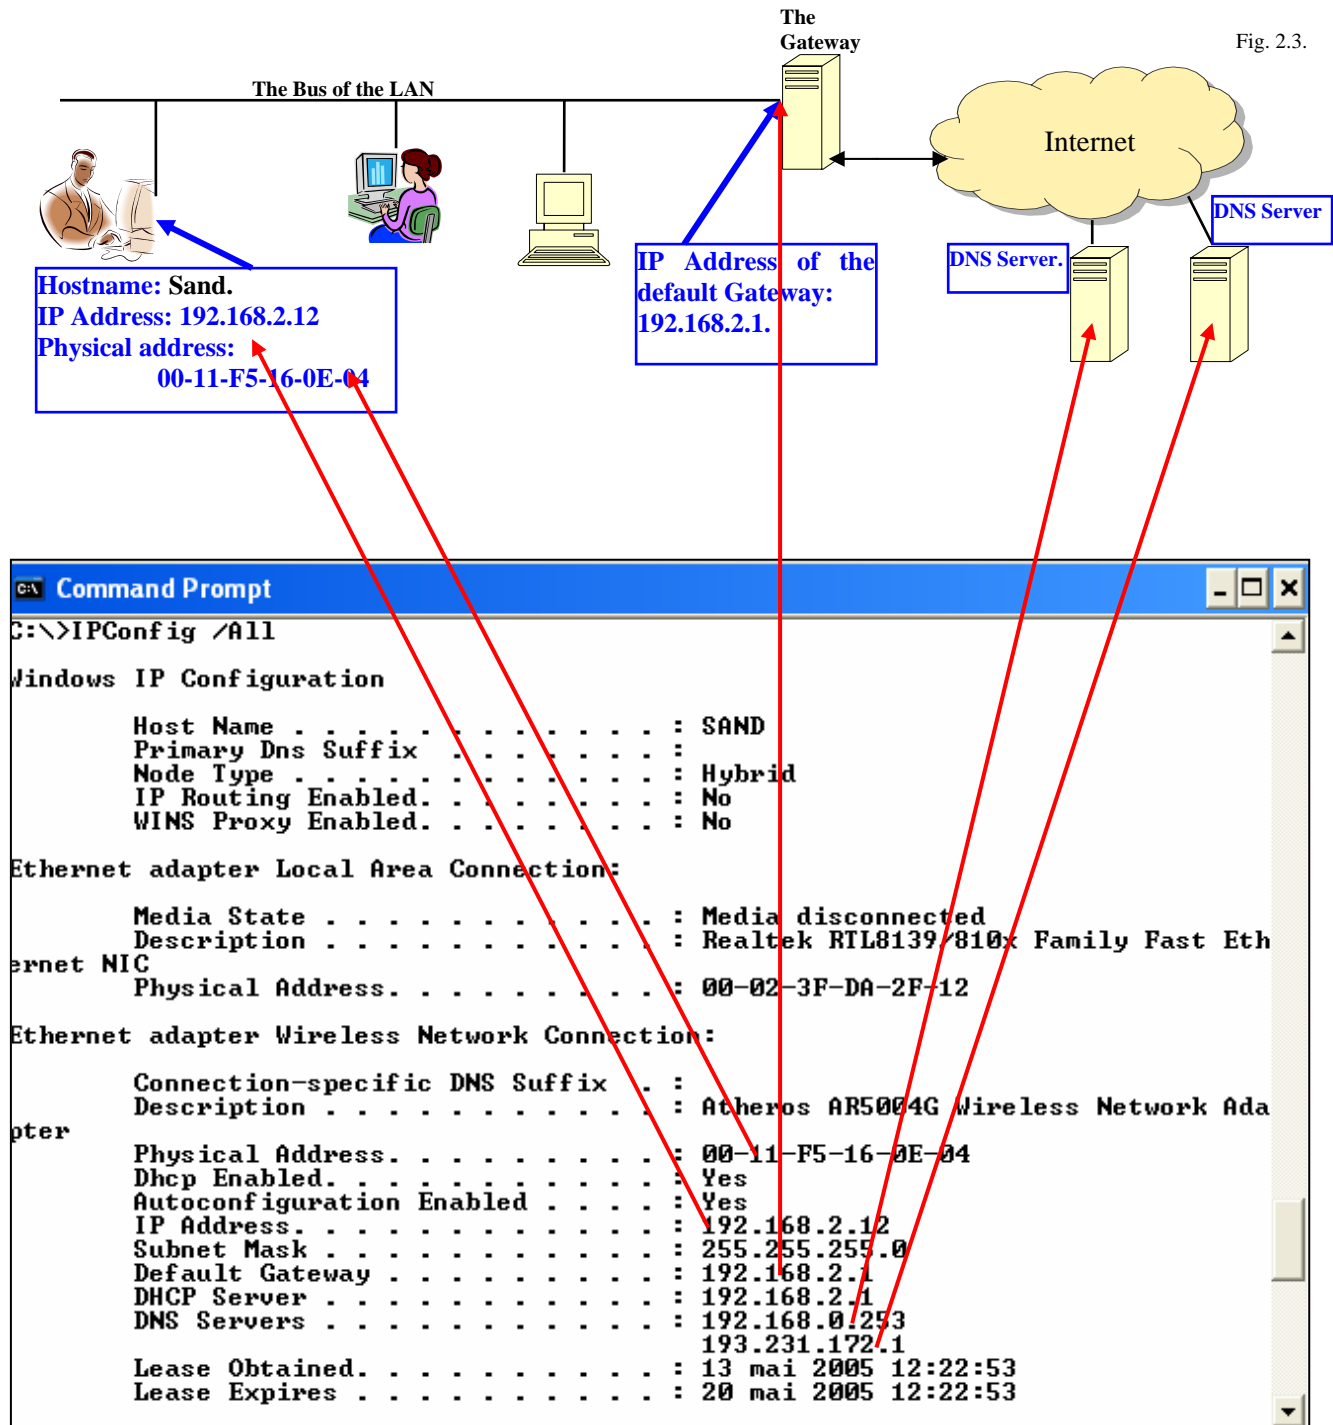 The
Gateway
Fig. 2.3.
The Bus of the LAN
Internet
DNS Server
DNS Server.
Hostname: Sand.
IP Address: 192.168.2.12
Physical address:
00-11-F5-16-0E-04
IP Address of the
default Gateway:
192.168.2.1.
Command Prompt
C:\>IPConfig /All
Windows IP Configuration
Host Name . . . . . . . . . . . . : SAND
Primary Dns Suffix . . . . . . . :
Node Type . . . . . . . . . . . . : Hybrid
IP Routing Enabled. . . . . . . . : No
WINS Proxy Enabled. . . . . . . . : No
Ethernet adapter Local Area Connection:
Media State . . . . . . . . . . . : Media disconnected
Description . . . . . . . . . . . : Realtek RTL8139/810x Family Fast Eth
ernet NIC
Physical Address. . . . . . . . . : 00-02-3F-DA-2F-12
Ethernet adapter Wireless Network Connection:
Connection-specific DNS Suffix . :
Description . . . . . . . . . . . : Atheros AR5004G Wireless Network Ada
pter
Physical Address. . . . . . . . . : 00-11-F5-16-0E-04
Dhcp Enabled. . . . . . . . . . . : Yes
Autoconfiguration Enabled . . . . : Yes
IP Address. . . . . . . . . . . . : 192.168.2.12
Subnet Mask . . . . . . . . . . . : 255.255.255.0
Default Gateway . . . . . . . . . : 192.168.2.1
DHCP Server . . . . . . . . . . . : 192.168.2.1
DNS Servers . . . . . . . . . . . : 192.168.0.253
193.231.172.1
Lease Obtained. . . . . . . . . . : 13 mai 2005 12:22:53
Lease Expires . . . . . . . . . . : 20 mai 2005 12:22:53